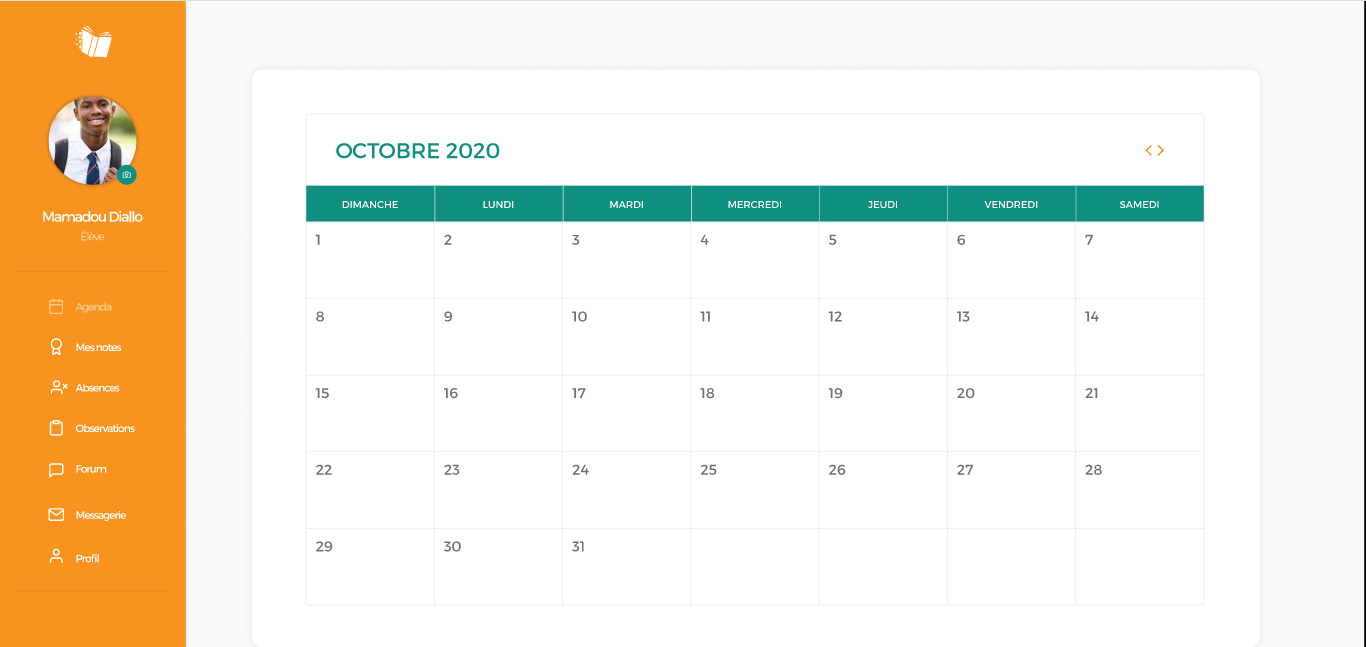 Mamadou Diallo
Élève
Agenda
Mes notes
Absences
Observations
Forum
Messagerie
Profil
OCTOBRE 2020
DIMANCHE LUNDI MARDI MERCREDI JEUDI VENDREDI SAMEDI
1 2 3 4 5 6 7
8 9 10 11 12 13 14
15 16 17 18 19 20 21
22 23 24 25 26 27 28
29 30 31